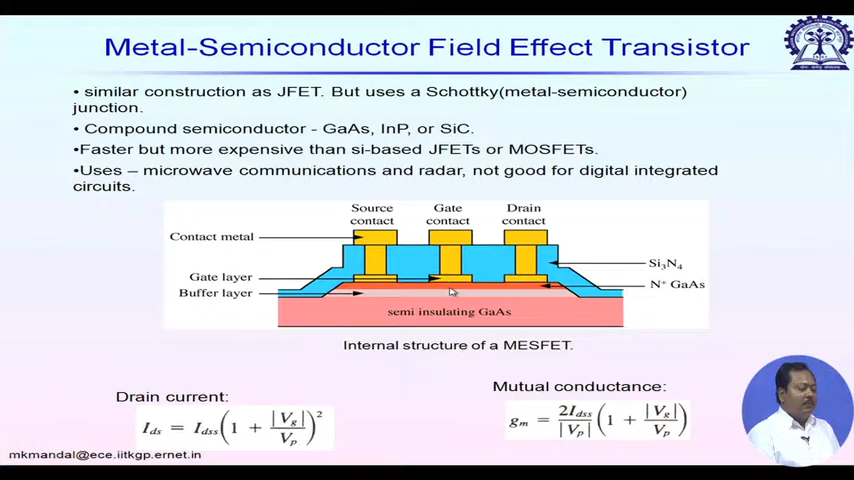 Metal-Semiconductor Field Effect Transistor
• similar construction as JFET. But uses a Schottky(metal-semiconductor)
junction.
• Compound semiconductor - GaAs, InP, or SiC.
•Faster but more expensive than si-based JFETs or MOSFETs.
•Uses – microwave communications and radar, not good for digital integrated
circuits.
Source contact
Gate contact
Drain contact
Contact metal
Si₃N₄
Gate layer
N⁺ GaAs
Buffer layer
semi insulating GaAs
Internal structure of a MESFET.
Drain current:
I_ds = I_dss(1 + |V_g|/V_p)²
Mutual conductance:
g_m = 2I_dss/|V_p| (1 + |V_g|/V_p)
mkmandal@ece.iitkgp.ernet.in